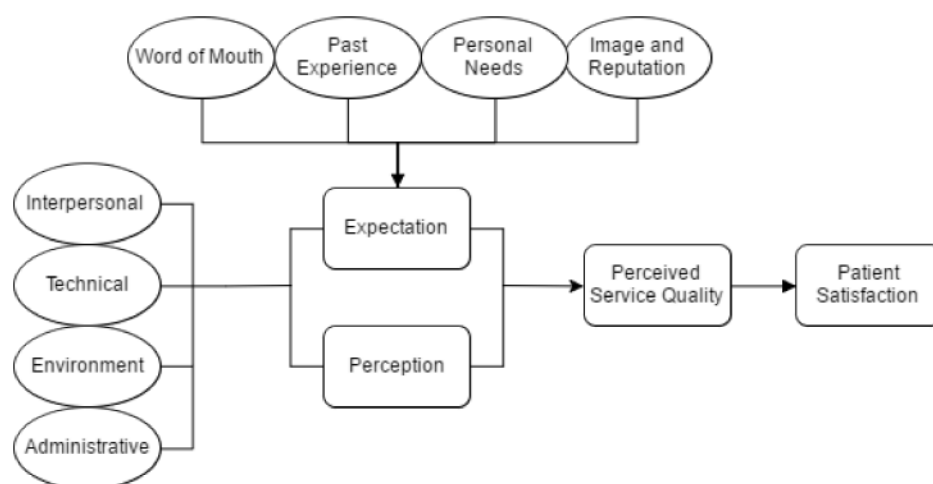 Word of Mouth
Past
Experience
Personal
Needs
Image and
Reputation
Interpersonal
Technical
Environment
Administrative
Expectation
Perception
Perceived
Service Quality
Patient
Satisfaction